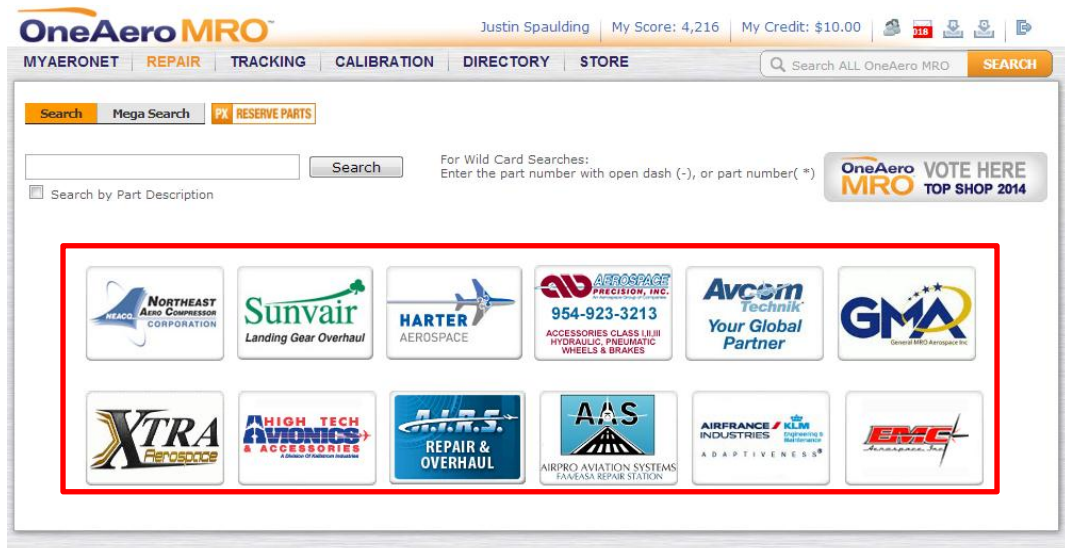 OneAero MRO
Justin Spaulding | My Score: 4,216 | My Credit: $10.00
MYAERONET | REPAIR | TRACKING | CALIBRATION | DIRECTORY | STORE
Search ALL OneAero MRO SEARCH
Search Mega Search PX RESERVE PARTS
Search
For Wild Card Searches:
Enter the part number with open dash (-), or part number( *)
Search by Part Description
OneAero MRO VOTE HERE
TOP SHOP 2014
NEACO
NORTHEAST
AERO COMPRESSOR
CORPORATION
Sunvair
Landing Gear Overhaul
HARTER
AEROSPACE
AEROSPACE
PRECISION, INC.
An Aerospace Group of Companies
954-923-3213
ACCESSORIES CLASS I,II,III
HYDRAULIC, PNEUMATIC
WHEELS & BRAKES
Avcom
Technik
Your Global
Partner
GMA
General MRO Aerospace Inc
XTRA
Aerospace
HIGH TECH
AVIONICS
& ACCESSORIES
A.I.R.S.
REPAIR &
OVERHAUL
AAS
AIRPRO AVIATION SYSTEMS
FAA/EASA REPAIR STATION
AIRFRANCE KLM
INDUSTRIES Engineering &
Maintenance
ADAPTIVENESS®
EMC
Aerospace Inc